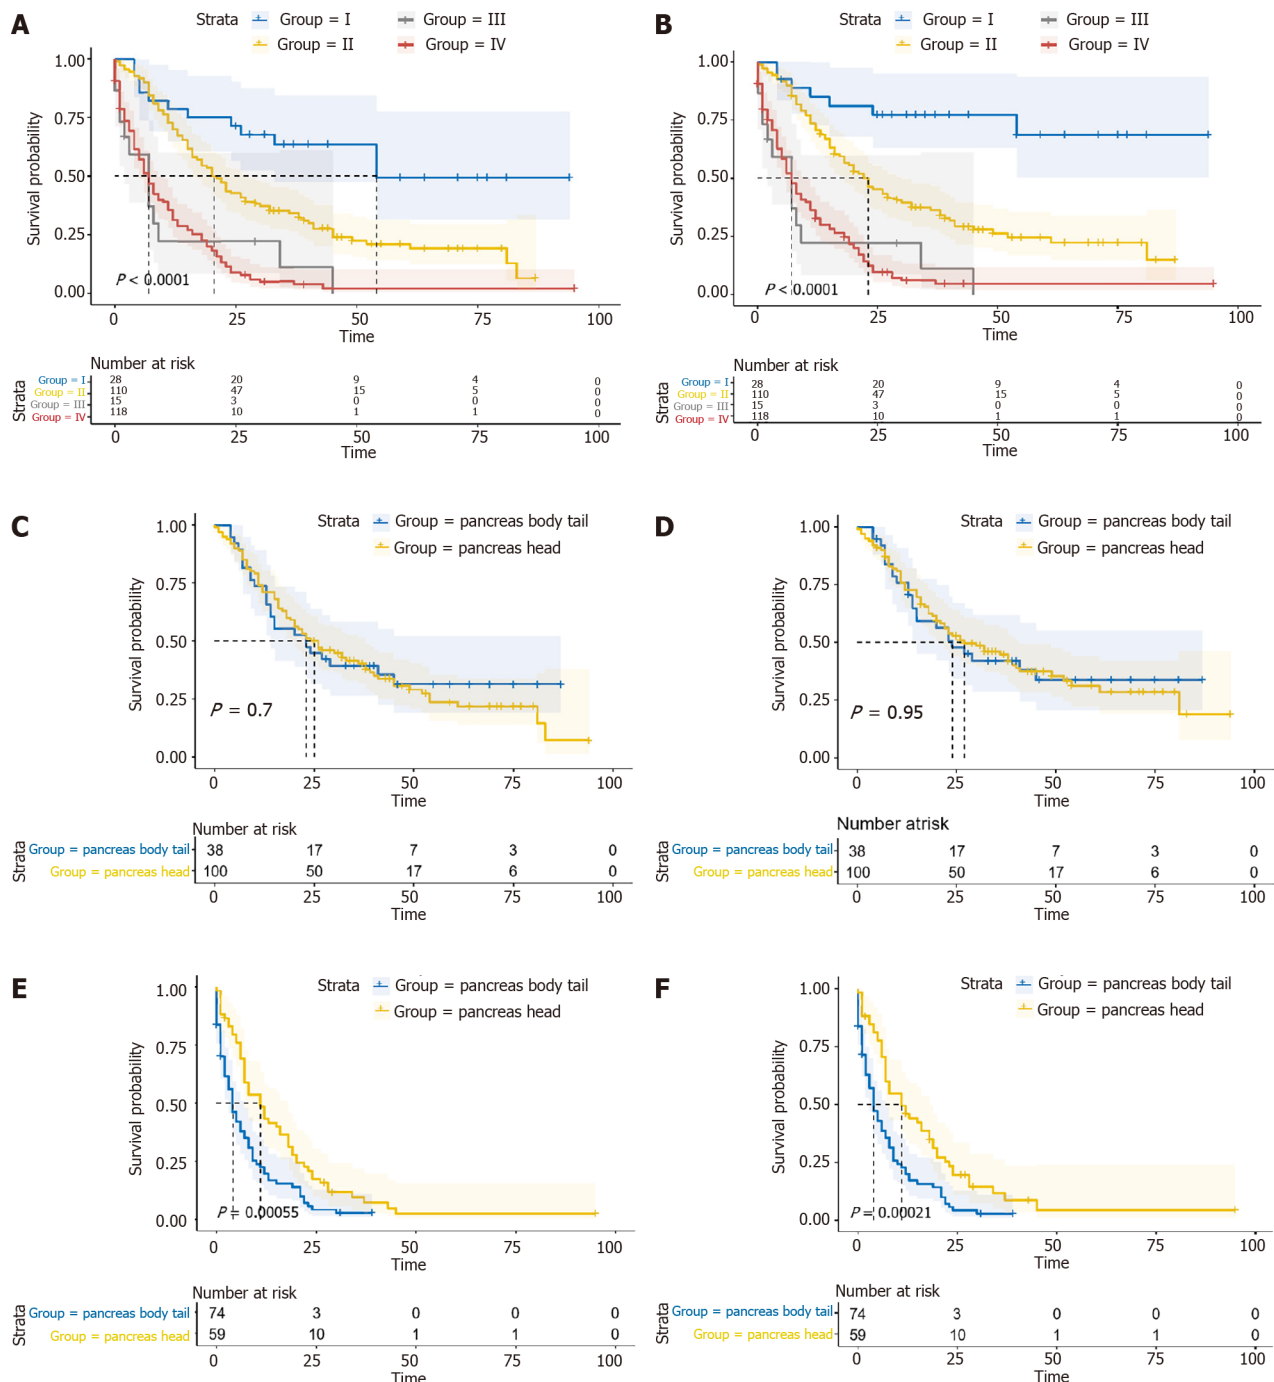 A
Strata Group = I Group = III
Group = II Group = IV
1.00
0.75
0.50
0.25
0.00
Survival probability
P < 0.0001
0 25 50 75 100
Time
Number at risk
Strata
Group = I 28 20 9 4 0
Group = II 110 47 15 5 0
Group = III 15 3 0 0 0
Group = IV 118 10 1 1 0
0 25 50 75 100
Time
B
Strata Group = I Group = III
Group = II Group = IV
1.00
0.75
0.50
0.25
0.00
Survival probability
P < 0.0001
0 25 50 75 100
Time
Number at risk
Strata
Group = I 28 20 9 4 0
Group = II 110 47 15 5 0
Group = III 15 3 0 0 0
Group = IV 118 10 1 1 0
0 25 50 75 100
Time
C
Strata Group = pancreas body tail
Group = pancreas head
1.00
0.75
0.50
0.25
0.00
Survival probability
P = 0.7
0 25 50 75 100
Time
Number at risk
Strata
Group = pancreas body tail 38 17 7 3 0
Group = pancreas head 100 50 17 6 0
0 25 50 75 100
Time
D
Strata Group = pancreas body tail
Group = pancreas head
1.00
0.75
0.50
0.25
0.00
Survival probability
P = 0.95
0 25 50 75 100
Time
Number atrisk
Strata
Group = pancreas body tail 38 17 7 3 0
Group = pancreas head 100 50 17 6 0
0 25 50 75 100
Time
E
Strata Group = pancreas body tail
Group = pancreas head
1.00
0.75
0.50
0.25
0.00
Survival probability
P = 0.00055
0 25 50 75 100
Time
Number at risk
Strata
Group = pancreas body tail 74 3 0 0 0
Group = pancreas head 59 10 1 1 0
0 25 50 75 100
Time
F
Strata Group = pancreas body tail
Group = pancreas head
1.00
0.75
0.50
0.25
0.00
Survival probability
P = 0.00021
0 25 50 75 100
Time
Number at risk
Strata
Group = pancreas body tail 74 3 0 0 0
Group = pancreas head 59 10 1 1 0
0 25 50 75 100
Time